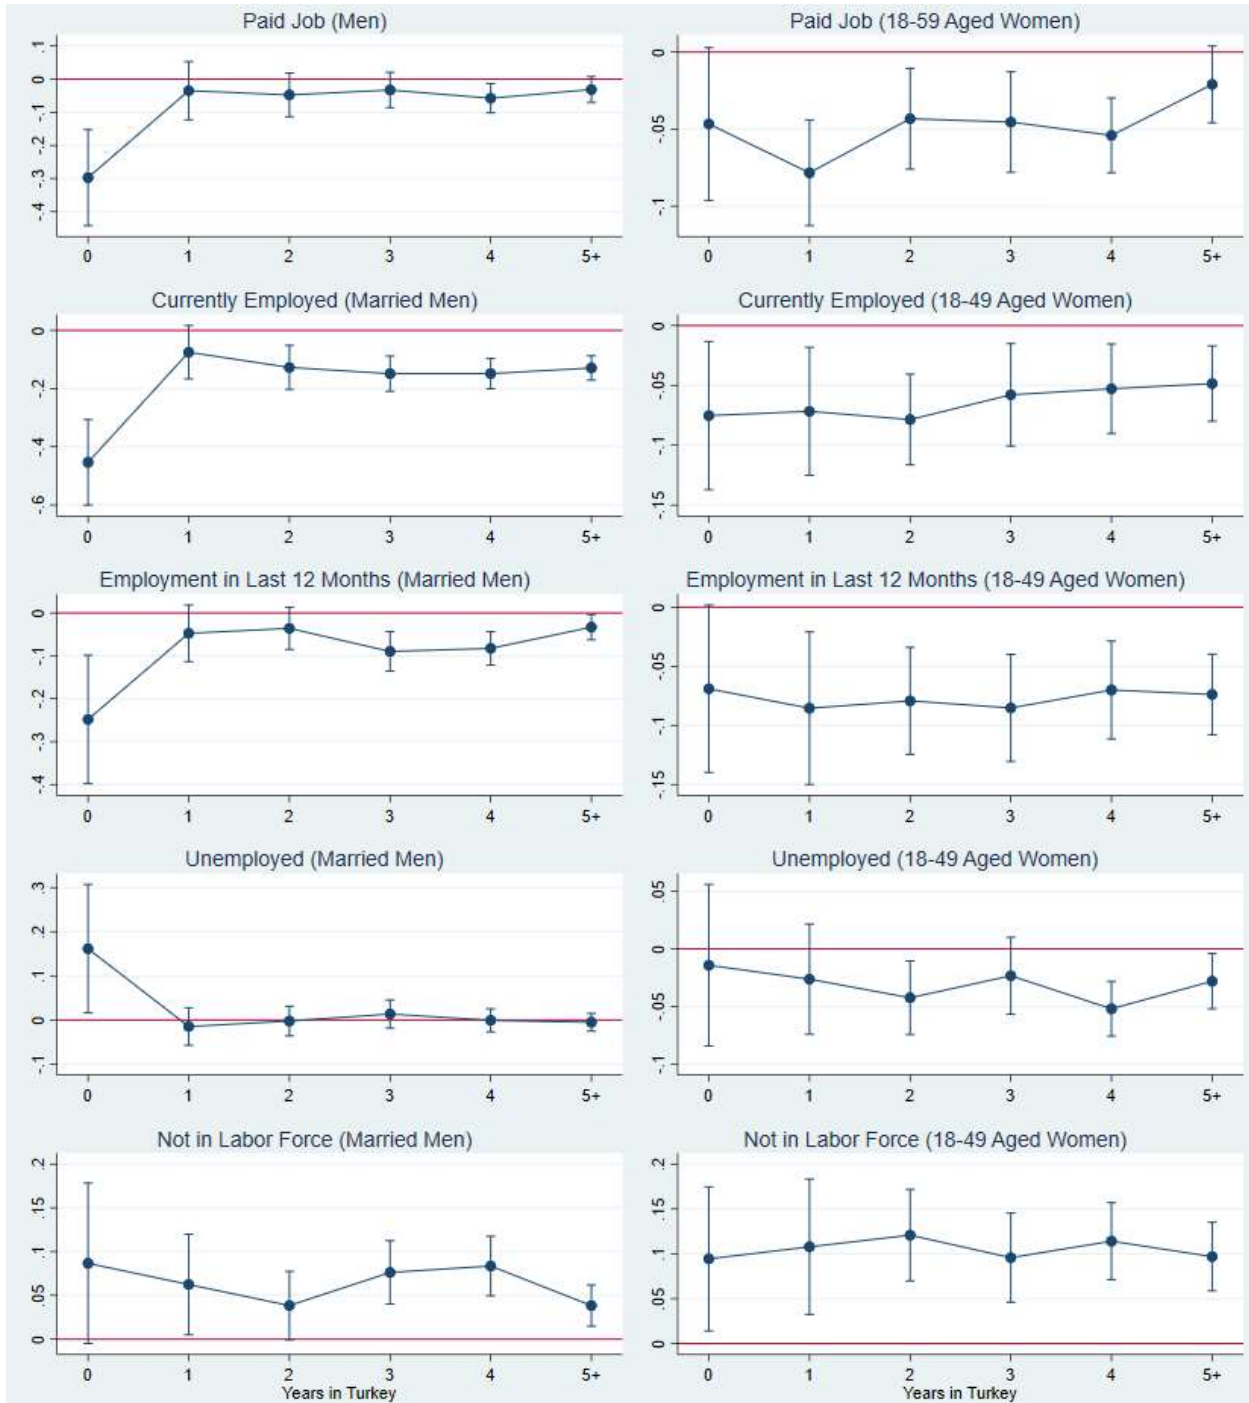 Paid Job (Men)
.1
0
-.1
-.2
-.3
-.4
0 1 2 3 4 5+
Paid Job (18-59 Aged Women)
0
-.05
-.1
0 1 2 3 4 5+
Currently Employed (Married Men)
0
-.2
-.4
-.6
0 1 2 3 4 5+
Currently Employed (18-49 Aged Women)
0
-.05
-.1
-.15
0 1 2 3 4 5+
Employment in Last 12 Months (Married Men)
0
-.1
-.2
-.3
-.4
0 1 2 3 4 5+
Employment in Last 12 Months (18-49 Aged Women)
0
-.05
-.1
-.15
0 1 2 3 4 5+
Unemployed (Married Men)
.3
.2
.1
0
-.1
0 1 2 3 4 5+
Unemployed (18-49 Aged Women)
.05
0
-.05
-.1
0 1 2 3 4 5+
Not in Labor Force (Married Men)
.2
.15
.1
.05
0
0 1 2 3 4 5+
Years in Turkey
Not in Labor Force (18-49 Aged Women)
.2
.15
.1
.05
0
0 1 2 3 4 5+
Years in Turkey